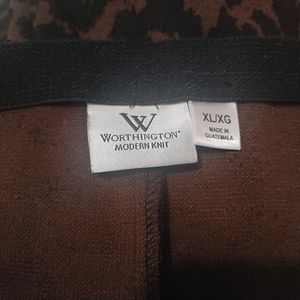 W
WORTHINGTON®
MODERN KNIT
XL/XG
MADE IN
GUATEMALA